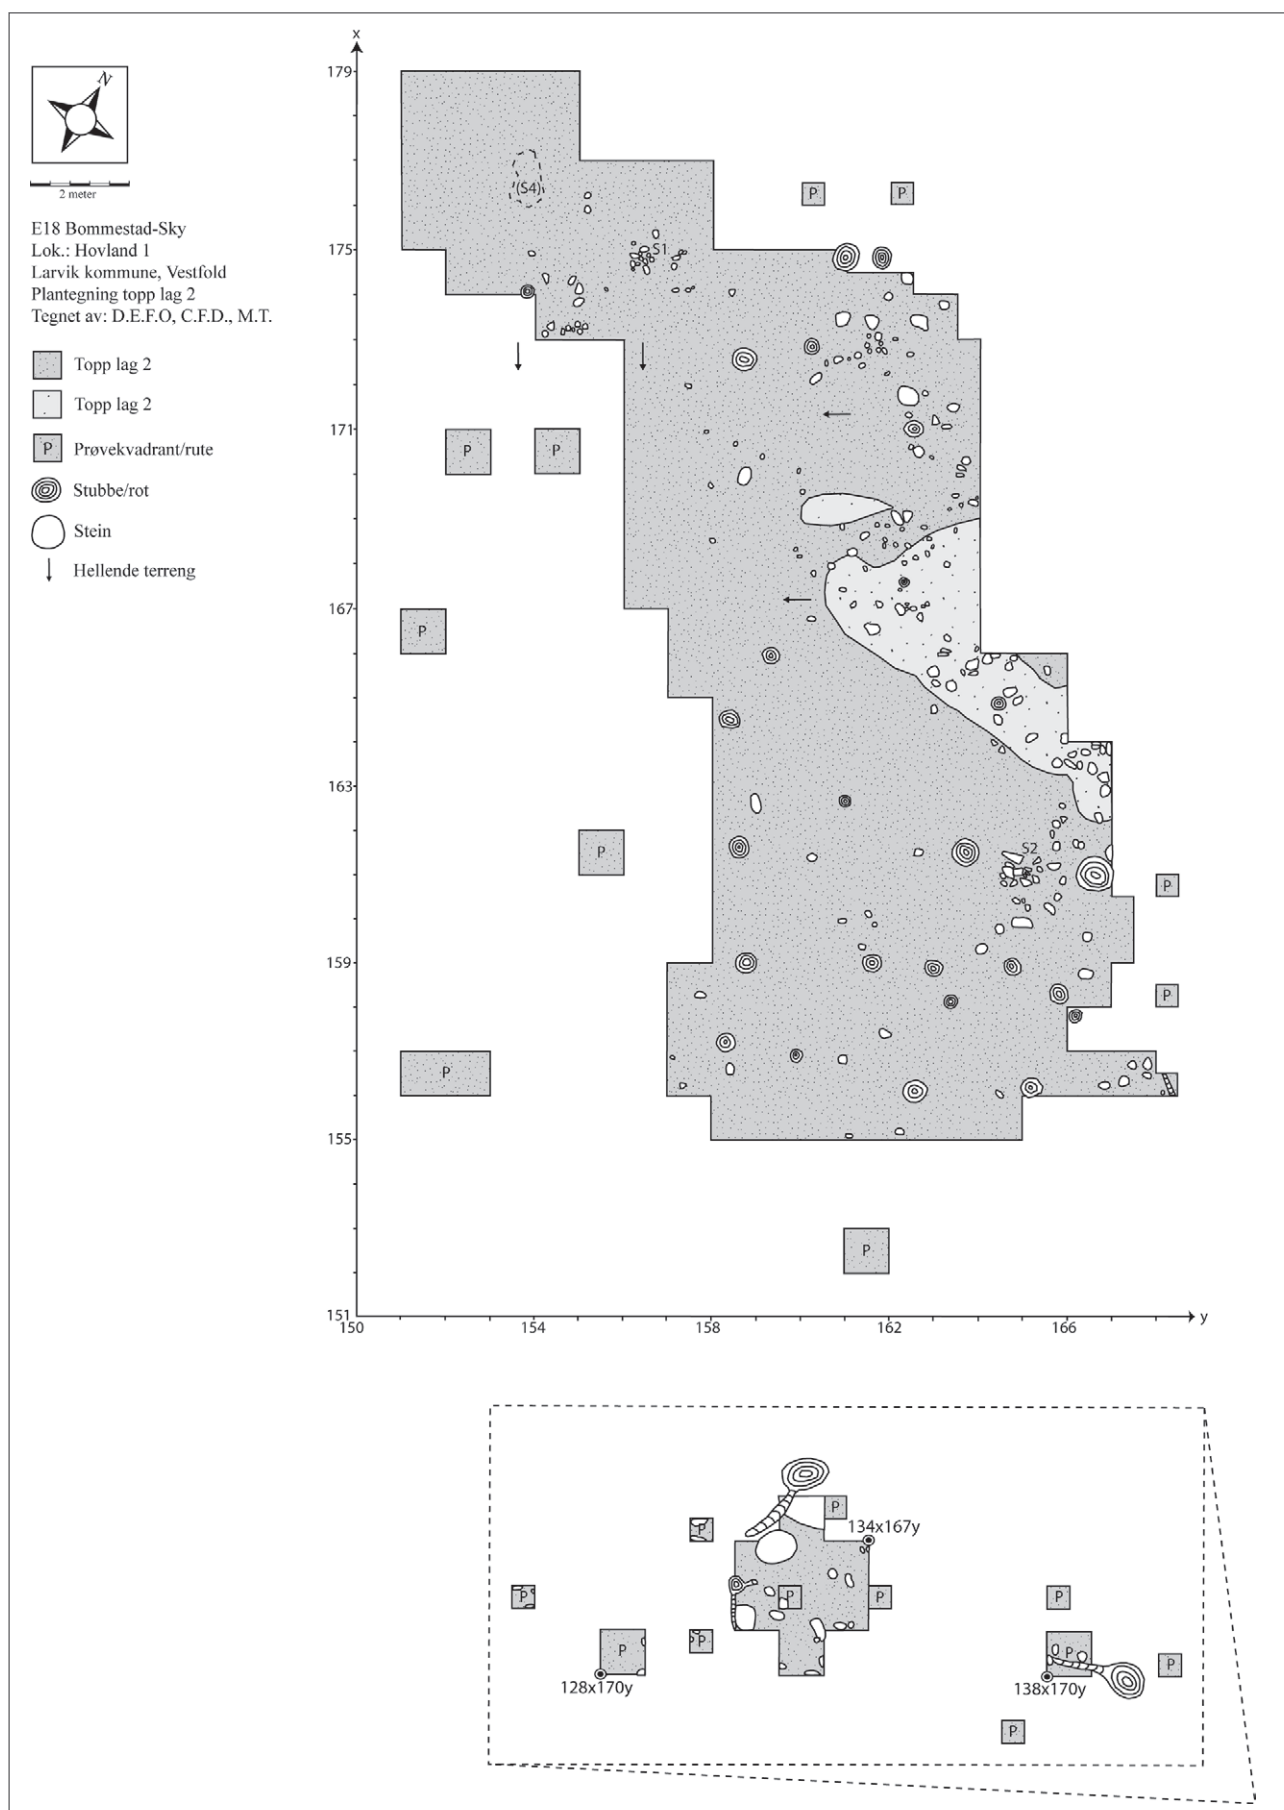 N
2 meter
E18 Bommestad-Sky
Lok.: Hovland 1
Larvik kommune, Vestfold
Plantegning topp lag 2
Tegnet av: D.E.F.O, C.F.D., M.T.
Topp lag 2
Topp lag 2
P Prøvekvadrant/rute
Stubbe/rot
Stein
Hellende terreng
x
179
(S4)
P P
175
S1
171
P P
167
P
163
P
S2
P
159
P
P
155
P
151
150 154 158 162 166 y
P
P
134x167y
P
P
P
P
P
P
P
P
128x170y
138x170y
P